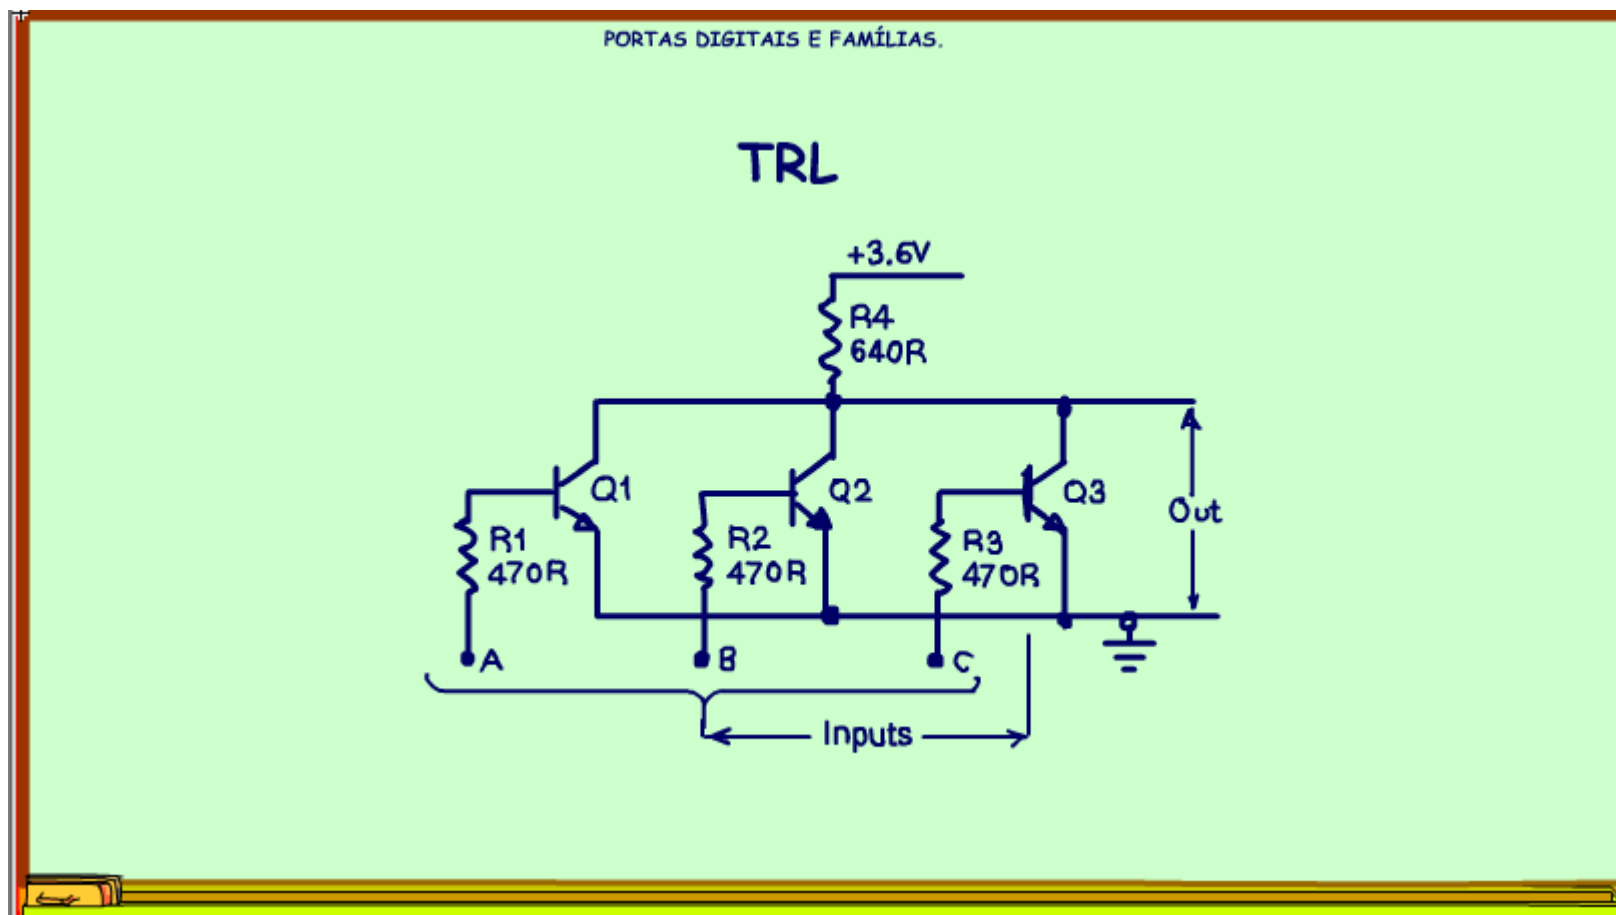 PORTAS DIGITAIS E FAMÍLIAS.
TRL
+3.6V
R4
640R
Q1
Q2
Q3
Out
R1
470R
R2
470R
R3
470R
A
B
C
Inputs